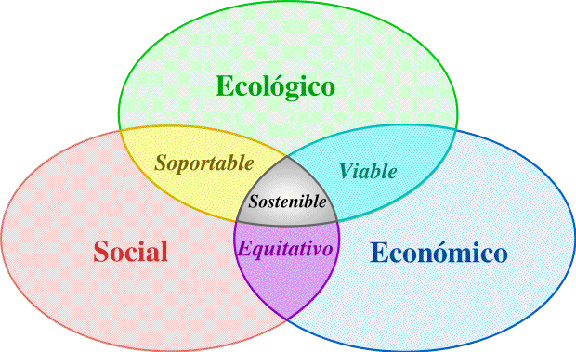 Ecológico
Soportable
Viable
Sostenible
Social
Equitativo
Económico